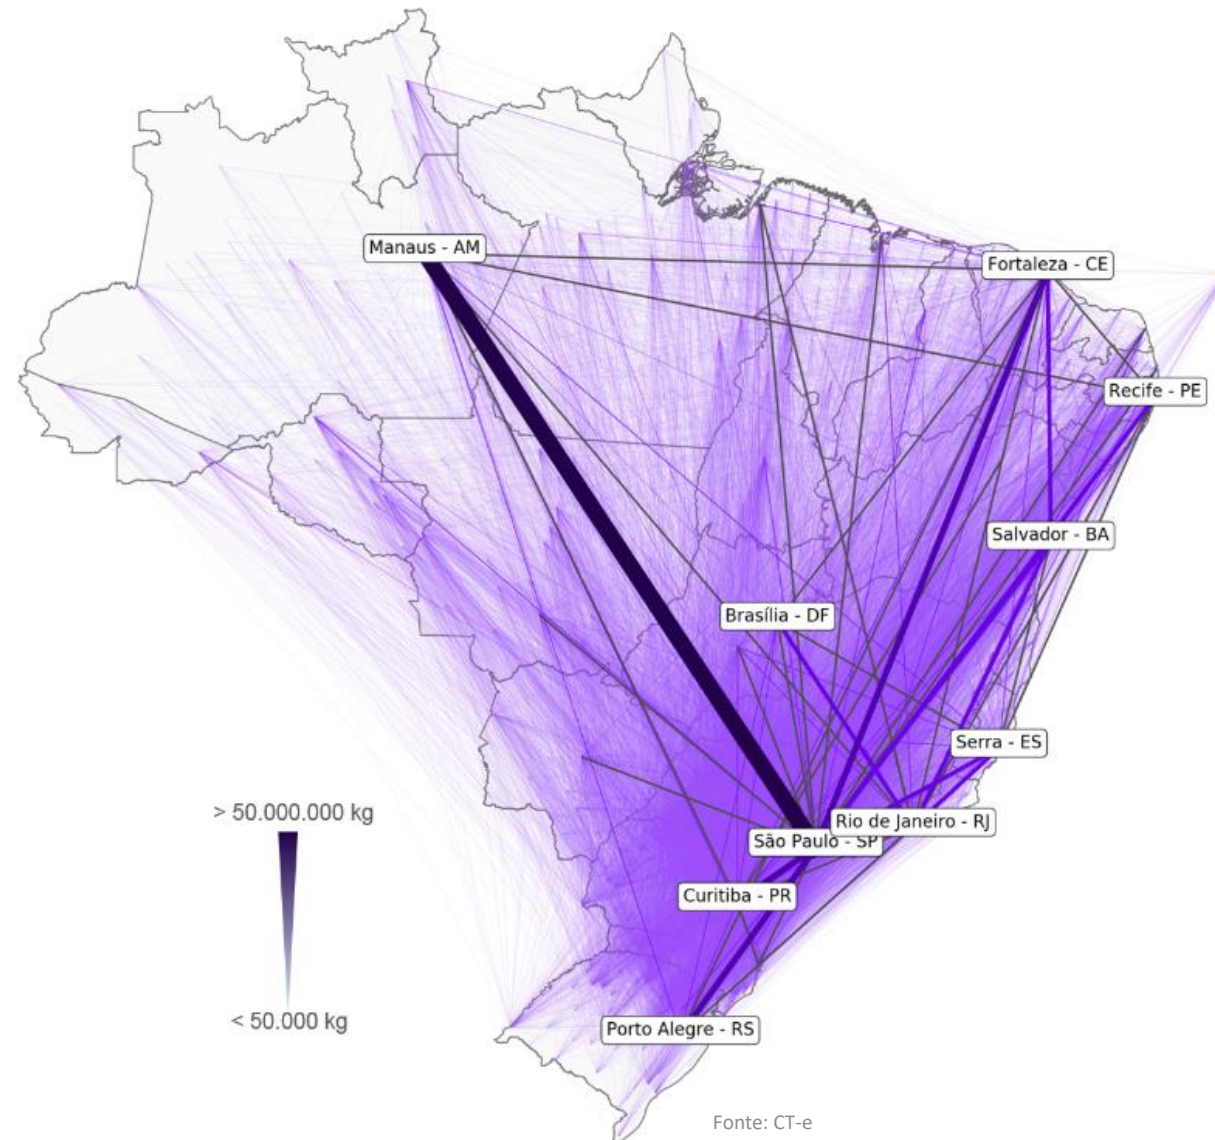 Manaus - AM
Fortaleza - CE
Recife - PE
Salvador - BA
Brasília - DF
Serra - ES
> 50.000.000 kg
Rio de Janeiro - RJ
São Paulo - SP
Curitiba - PR
< 50.000 kg
Porto Alegre - RS
Fonte: CT-e